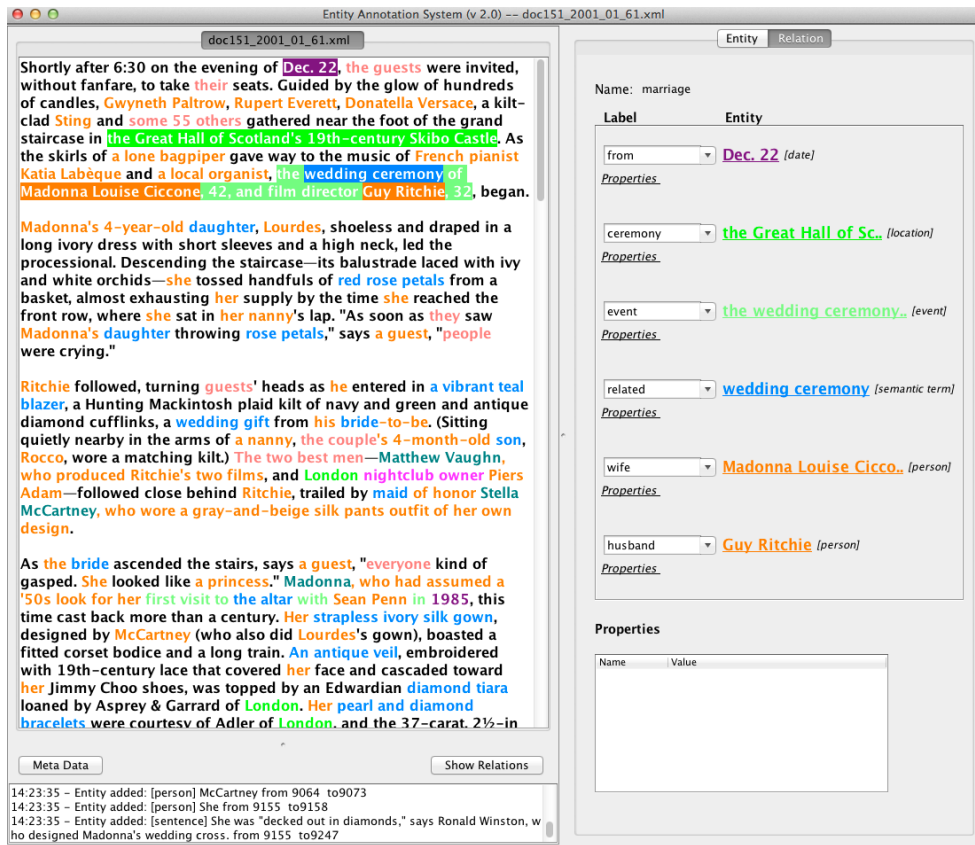 Entity Annotation System (v 2.0) -- doc151_2001_01_61.xml
doc151_2001_01_61.xml
Shortly after 6:30 on the evening of Dec. 22, the guests were invited,
without fanfare, to take their seats. Guided by the glow of hundreds
of candles, Gwyneth Paltrow, Rupert Everett, Donatella Versace, a kilt-
clad Sting and some 55 others gathered near the foot of the grand
staircase in the Great Hall of Scotland's 19th-century Skibo Castle. As
the skirls of a lone bagpiper gave way to the music of French pianist
Katia Labèque and a local organist, the wedding ceremony of
Madonna Louise Ciccone, 42, and film director Guy Ritchie, 32, began.
Madonna's 4-year-old daughter, Lourdes, shoeless and draped in a
long ivory dress with short sleeves and a high neck, led the
processional. Descending the staircase—its balustrade laced with ivy
and white orchids—she tossed handfuls of red rose petals from a
basket, almost exhausting her supply by the time she reached the
front row, where she sat in her nanny's lap. "As soon as they saw
Madonna's daughter throwing rose petals," says a guest, "people
were crying."
Ritchie followed, turning guests' heads as he entered in a vibrant teal
blazer, a Hunting Mackintosh plaid kilt of navy and green and antique
diamond cufflinks, a wedding gift from his bride-to-be. (Sitting
quietly nearby in the arms of a nanny, the couple's 4-month-old son,
Rocco, wore a matching kilt.) The two best men—Matthew Vaughn,
who produced Ritchie's two films, and London nightclub owner Piers
Adam—followed close behind Ritchie, trailed by maid of honor Stella
McCartney, who wore a gray-and-beige silk pants outfit of her own
design.
As the bride ascended the stairs, says a guest, "everyone kind of
gasped. She looked like a princess." Madonna, who had assumed a
'50s look for her first visit to the altar with Sean Penn in 1985, this
time cast back more than a century. Her strapless ivory silk gown,
designed by McCartney (who also did Lourdes's gown), boasted a
fitted corset bodice and a long train. An antique veil, embroidered
with 19th-century lace that covered her face and cascaded toward
her Jimmy Choo shoes, was topped by an Edwardian diamond tiara
loaned by Asprey & Garrard of London. Her pearl and diamond
bracelets were courtesy of Adler of London, and the 37-carat, 2½-in
Meta Data
Show Relations
14:23:35 - Entity added: [person] McCartney from 9064 to9073
14:23:35 - Entity added: [person] She from 9155 to9158
14:23:35 - Entity added: [sentence] She was "decked out in diamonds," says Ronald Winston, w
ho designed Madonna's wedding cross. from 9155 to9247
Entity
Relation
Name: marriage
Label Entity
from Dec. 22 [date]
Properties
ceremony the Great Hall of Sc.. [location]
Properties
event the wedding ceremony.. [event]
Properties
related wedding ceremony [semantic term]
Properties
wife Madonna Louise Cicco.. [person]
Properties
husband Guy Ritchie [person]
Properties
Properties
Name Value